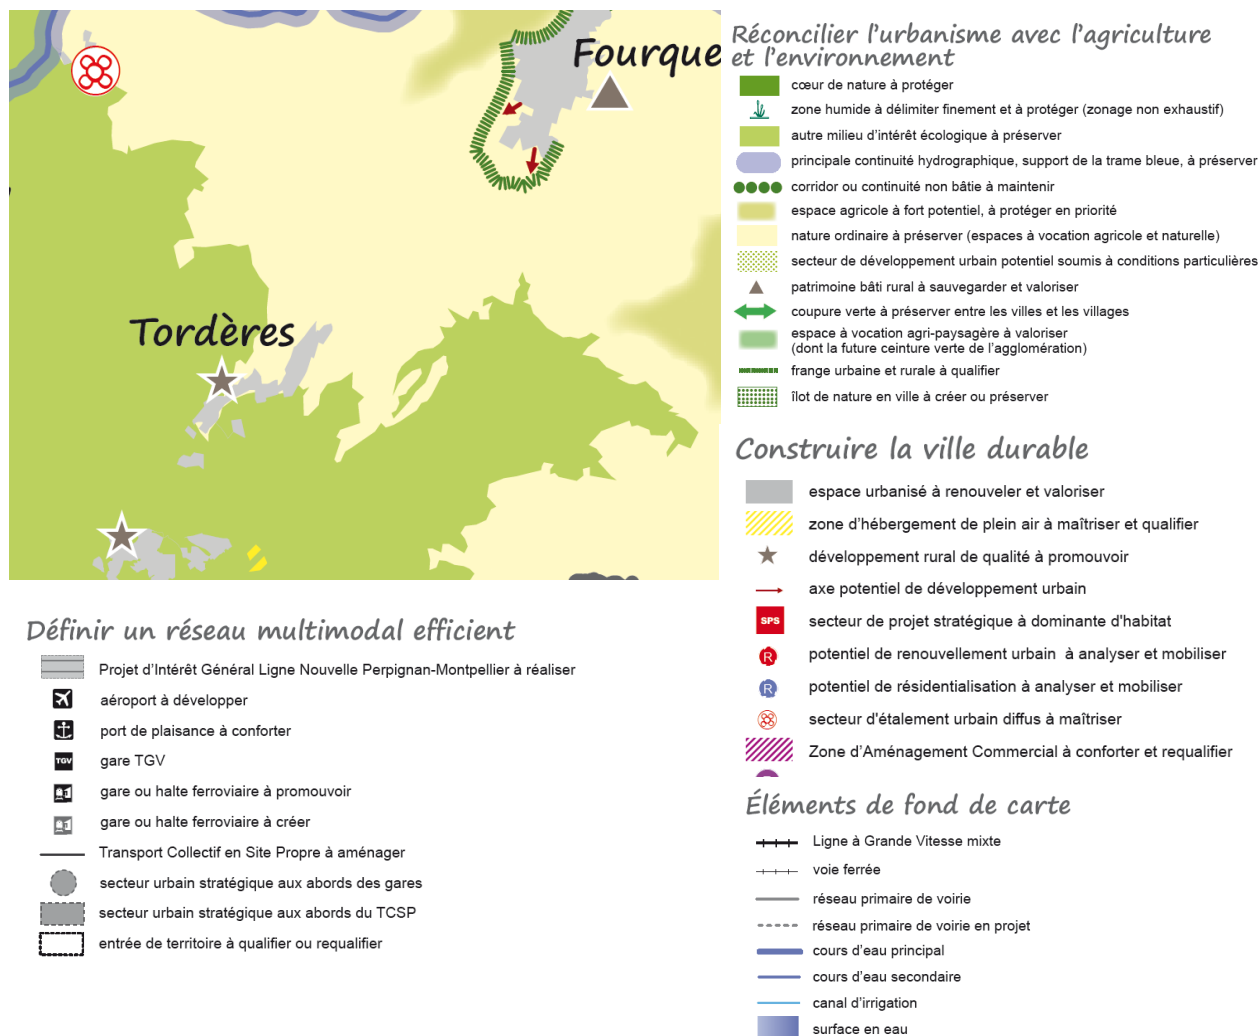 Fourque
Tordères
Réconcilier l'urbanisme avec l'agriculture
et l'environnement
cœur de nature à protéger
zone humide à délimiter finement et à protéger (zonage non exhaustif)
autre milieu d'intérêt écologique à préserver
principale continuité hydrographique, support de la trame bleue, à préserver
corridor ou continuité non bâtie à maintenir
espace agricole à fort potentiel, à protéger en priorité
nature ordinaire à préserver (espaces à vocation agricole et naturelle)
secteur de développement urbain potentiel soumis à conditions particulières
patrimoine bâti rural à sauvegarder et valoriser
coupure verte à préserver entre les villes et les villages
espace à vocation agri-paysagère à valoriser
(dont la future ceinture verte de l'agglomération)
frange urbaine et rurale à qualifier
îlot de nature en ville à créer ou préserver
Construire la ville durable
espace urbanisé à renouveler et valoriser
zone d'hébergement de plein air à maîtriser et qualifier
développement rural de qualité à promouvoir
axe potentiel de développement urbain
SPS secteur de projet stratégique à dominante d'habitat
R potentiel de renouvellement urbain à analyser et mobiliser
R potentiel de résidentialisation à analyser et mobiliser
secteur d'étalement urbain diffus à maîtriser
Zone d'Aménagement Commercial à conforter et requalifier
Définir un réseau multimodal efficient
Projet d'Intérêt Général Ligne Nouvelle Perpignan-Montpellier à réaliser
aéroport à développer
port de plaisance à conforter
TGV gare TGV
gare ou halte ferroviaire à promouvoir
gare ou halte ferroviaire à créer
Transport Collectif en Site Propre à aménager
secteur urbain stratégique aux abords des gares
secteur urbain stratégique aux abords du TCSP
entrée de territoire à qualifier ou requalifier
Éléments de fond de carte
Ligne à Grande Vitesse mixte
voie ferrée
réseau primaire de voirie
réseau primaire de voirie en projet
cours d'eau principal
cours d'eau secondaire
canal d'irrigation
surface en eau